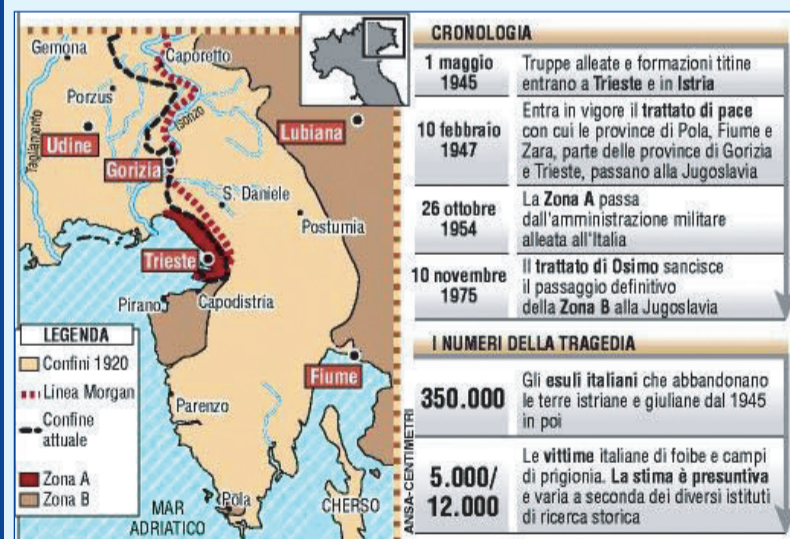 Gemona
Caporetto
Porzus
Isonzo
Tagliamento
Udine
Lubiana
Gorizia
S. Daniele
Postumia
Trieste
Pirano
Capodistria
Fiume
Parenzo
Pola
CHERSO
MAR
ADRIATICO
LEGENDA
Confini 1920
Linea Morgan
Confine
attuale
Zona A
Zona B
ANSA-CENTIMETRI
CRONOLOGIA
1 maggio
1945
Truppe alleate e formazioni titine
entrano a Trieste e in Istria
10 febbraio
1947
Entra in vigore il trattato di pace
con cui le province di Pola, Fiume e
Zara, parte delle province di Gorizia
e Trieste, passano alla Jugoslavia
26 ottobre
1954
La Zona A passa
dall'amministrazione militare
alleata all'Italia
10 novembre
1975
Il trattato di Osimo sancisce
il passaggio definitivo
della Zona B alla Jugoslavia
I NUMERI DELLA TRAGEDIA
350.000
Gli esuli italiani che abbandonano
le terre istriane e giuliane dal 1945
in poi
5.000/
12.000
Le vittime italiane di foibe e campi
di prigionia. La stima è presuntiva
e varia a seconda dei diversi istituti
di ricerca storica